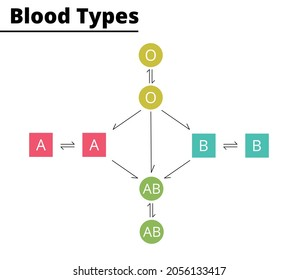 Blood Types
O
O
A A B B
AB
AB
shutterstock.com · 2056133417